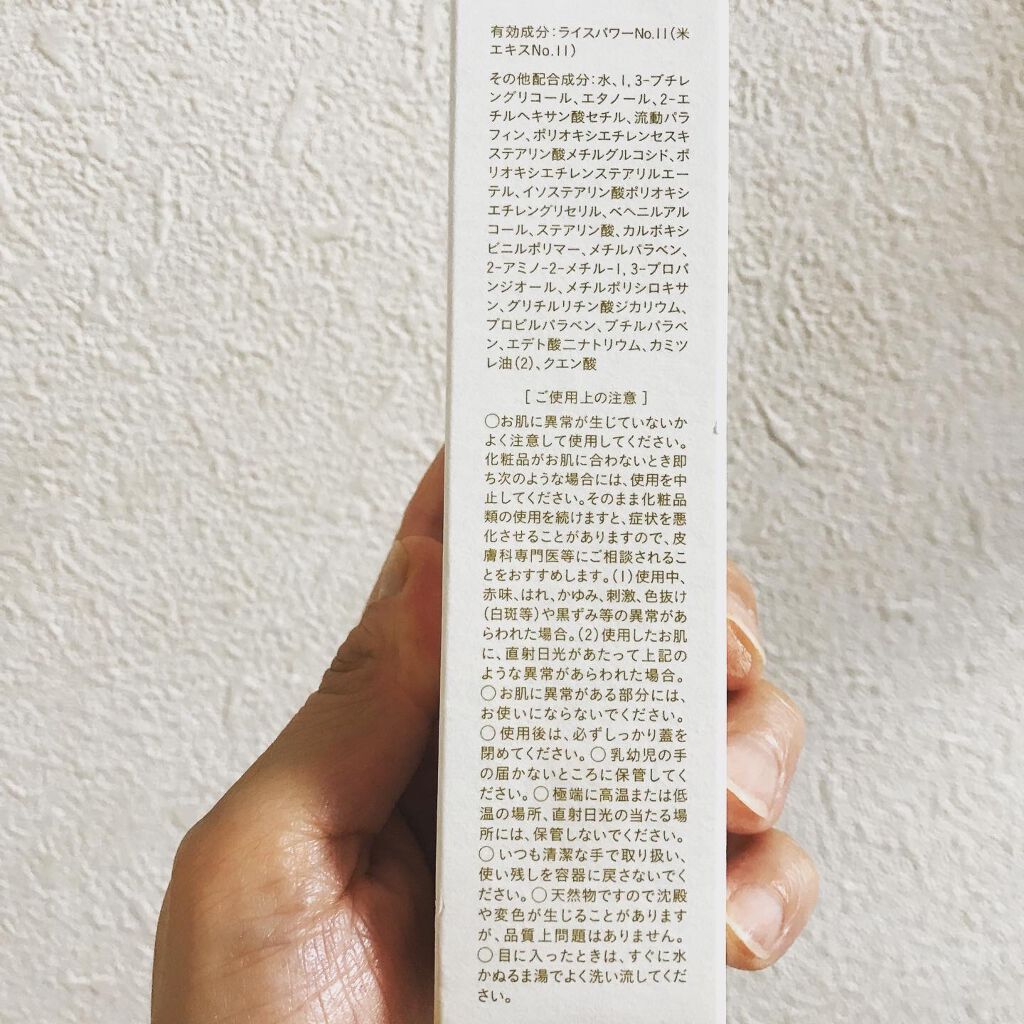 有効成分:ライスパワーNo.11(米
エキスNo.11)
その他配合成分:水、1,3-ブチレ
ングリコール、エタノール、2-エ
チルヘキサン酸セチル、流動パラ
フィン、ポリオキシエチレンセスキ
ステアリン酸メチルグルコシド、ポ
リオキシエチレンステアリルエー
テル、イソステアリン酸ポリオキシ
エチレングリセリル、ベヘニルアル
コール、ステアリン酸、カルボキシ
ビニルポリマー、メチルパラベン、
2-アミノ-2-メチル-1,3-プロパ
ンジオール、メチルポリシロキサ
ン、グリチルリチン酸ジカリウム、
プロピルパラベン、ブチルパラベ
ン、エデト酸二ナトリウム、カミツ
レ油(2)、クエン酸
[ご使用上の注意]
○お肌に異常が生じていないか
よく注意して使用してください。
化粧品がお肌に合わないとき即
ち次のような場合には、使用を中
止してください。そのまま化粧品
類の使用を続けますと、症状を悪
化させることがありますので、皮
膚科専門医等にご相談されるこ
とをおすすめします。(1)使用中、
赤味、はれ、かゆみ、刺激、色抜け
(白斑等)や黒ずみ等の異常があ
らわれた場合。(2)使用したお肌
に、直射日光があたって上記の
ような異常があらわれた場合。
○お肌に異常がある部分には、
お使いにならないでください。
○使用後は、必ずしっかり蓋を
閉めてください。○乳幼児の手
の届かないところに保管してく
ださい。○極端に高温または低
温の場所、直射日光の当たる場
所には、保管しないでください。
○いつも清潔な手で取り扱い、
使い残しを容器に戻さないでく
ださい。○天然物ですので沈殿
や変色が生じることがあります
が、品質上問題はありません。
○目に入ったときは、すぐに水
かぬるま湯でよく洗い流してくだ
さい。